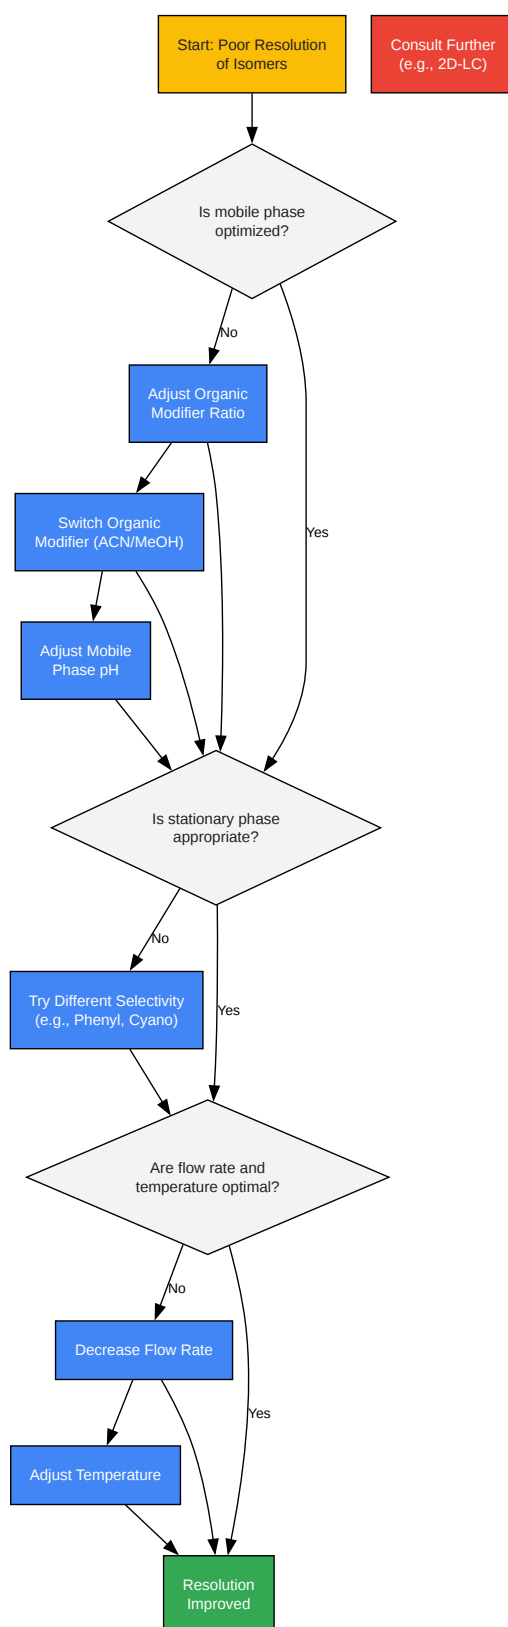 Start: Poor Resolution
of Isomers
Consult Further
(e.g., 2D-LC)
Is mobile phase
optimized?
No
Adjust Organic
Modifier Ratio
Switch Organic
Modifier (ACN/MeOH)
Yes
Adjust Mobile
Phase pH
Is stationary phase
appropriate?
No
Try Different Selectivity
(e.g., Phenyl, Cyano)
Yes
Are flow rate and
temperature optimal?
No
Decrease Flow Rate
Yes
Adjust Temperature
Resolution
Improved